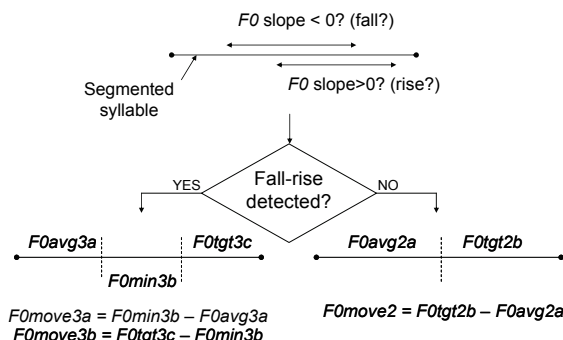 F0 slope < 0? (fall?)
Segmented
syllable
F0 slope>0? (rise?)
YES
Fall-rise
detected?
NO
F0avg3a
F0tgt3c
F0min3b
F0avg2a
F0tgt2b
F0move3a = F0min3b – F0avg3a
F0move3b = F0tgt3c – F0min3b
F0move2 = F0tgt2b – F0avg2a